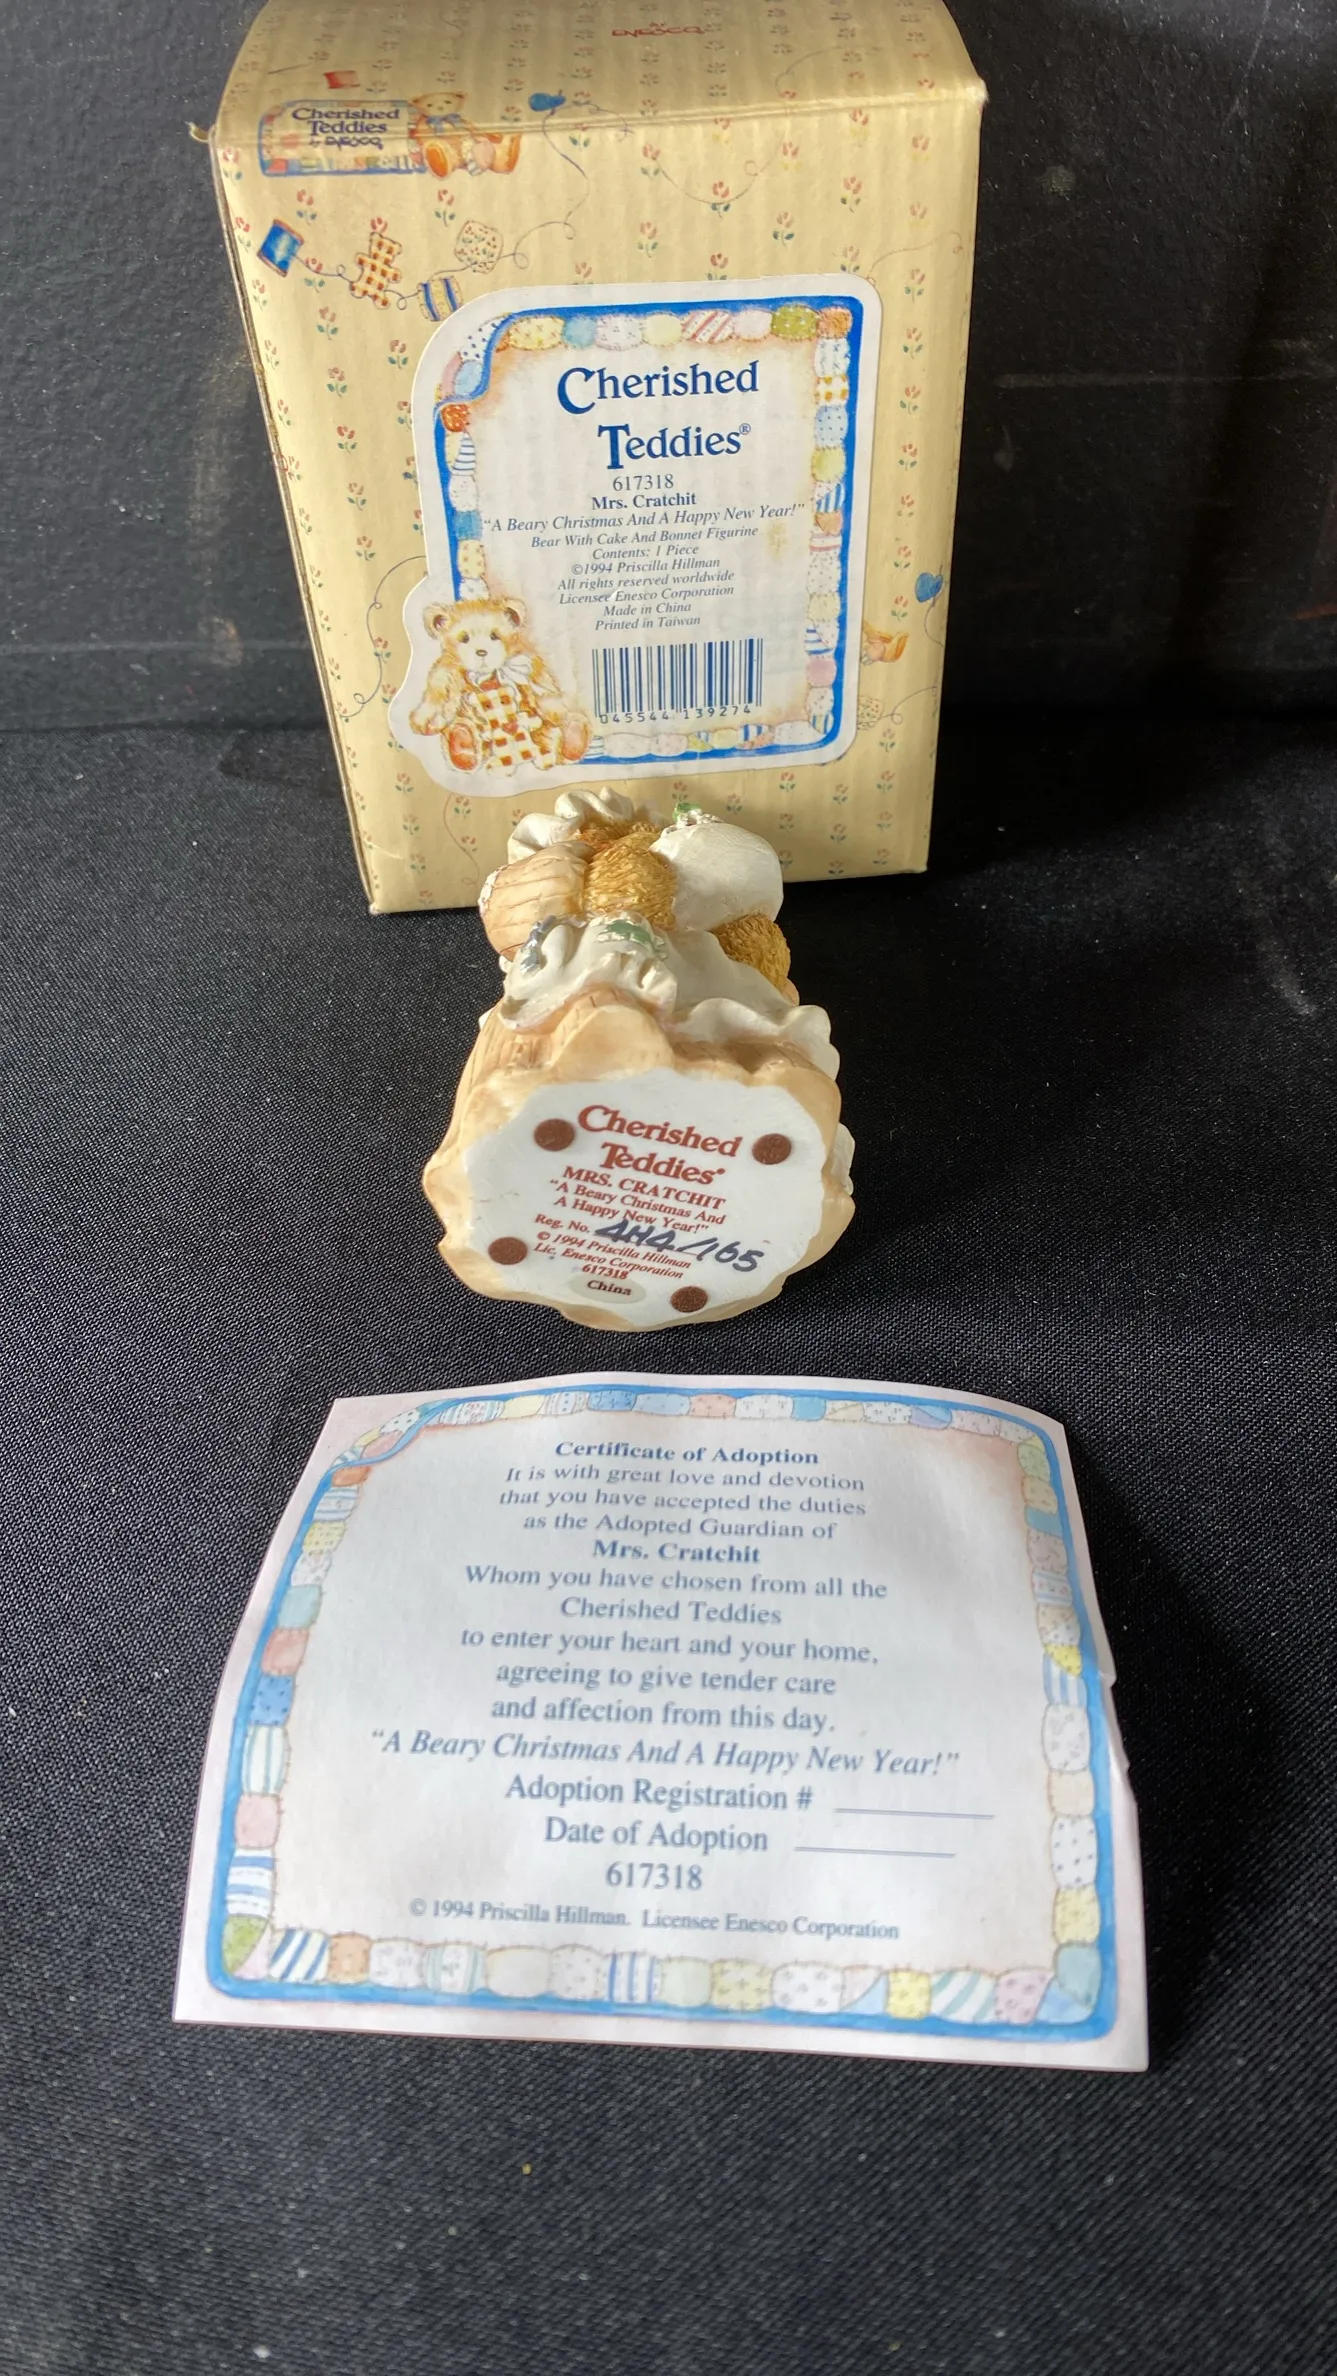 by
ENESCO
Cherished
Teddies
by ENESCO
Cherished
Teddies®
617318
Mrs. Cratchit
"A Beary Christmas And A Happy New Year!"
Bear With Cake And Bonnet Figurine
Contents: 1 Piece
©1994 Priscilla Hillman
All rights reserved worldwide
Licensee Enesco Corporation
Made in China
Printed in Taiwan
045544 139274
Cherished
Teddies®
MRS. CRATCHIT
"A Beary Christmas And
A Happy New Year!"
Reg. No. 4H4/165
© 1994 Priscilla Hillman
Lic. Enesco Corporation
617318
China
Certificate of Adoption
It is with great love and devotion
that you have accepted the duties
as the Adopted Guardian of
Mrs. Cratchit
Whom you have chosen from all the
Cherished Teddies
to enter your heart and your home,
agreeing to give tender care
and affection from this day.
"A Beary Christmas And A Happy New Year!"
Adoption Registration #
Date of Adoption
617318
© 1994 Priscilla Hillman. Licensee Enesco Corporation